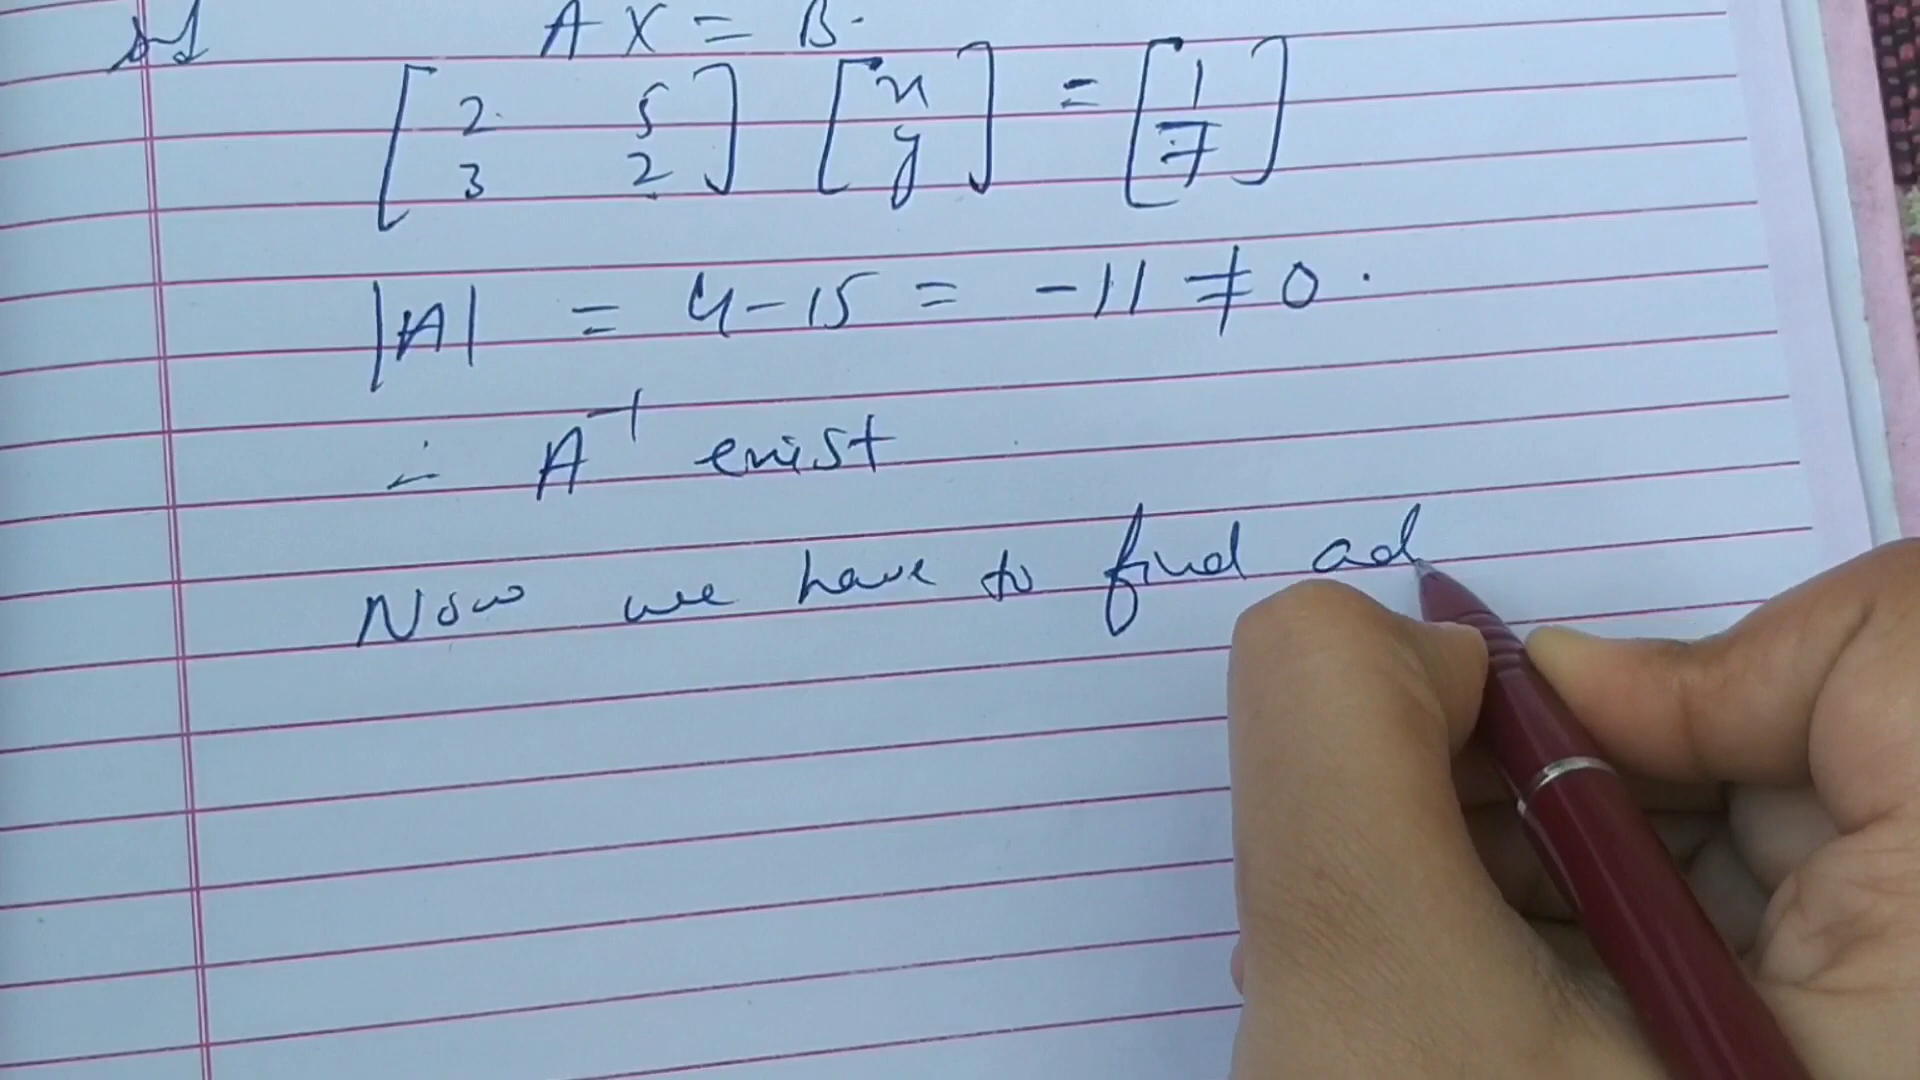 Sol AX = B.
[2 5] [x] = [1]
[3 2] [y] [7]
|A| = 4-15 = -11 ≠ 0.
∴ A⁻¹ exist
Now we have to find ad